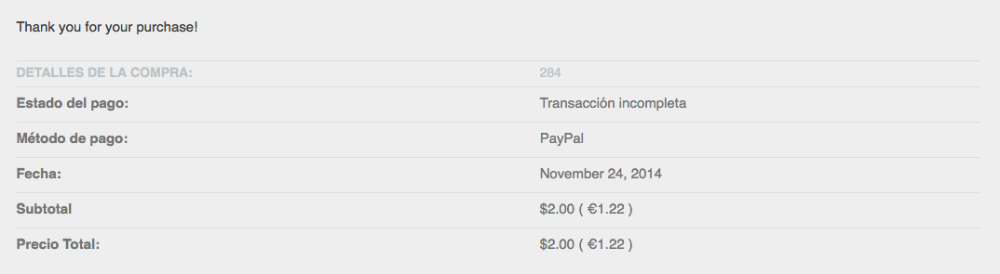 Thank you for your purchase!
DETALLES DE LA COMPRA: 284
Estado del pago: Transacción incompleta
Método de pago: PayPal
Fecha: November 24, 2014
Subtotal $2.00 ( €1.22 )
Precio Total: $2.00 ( €1.22 )